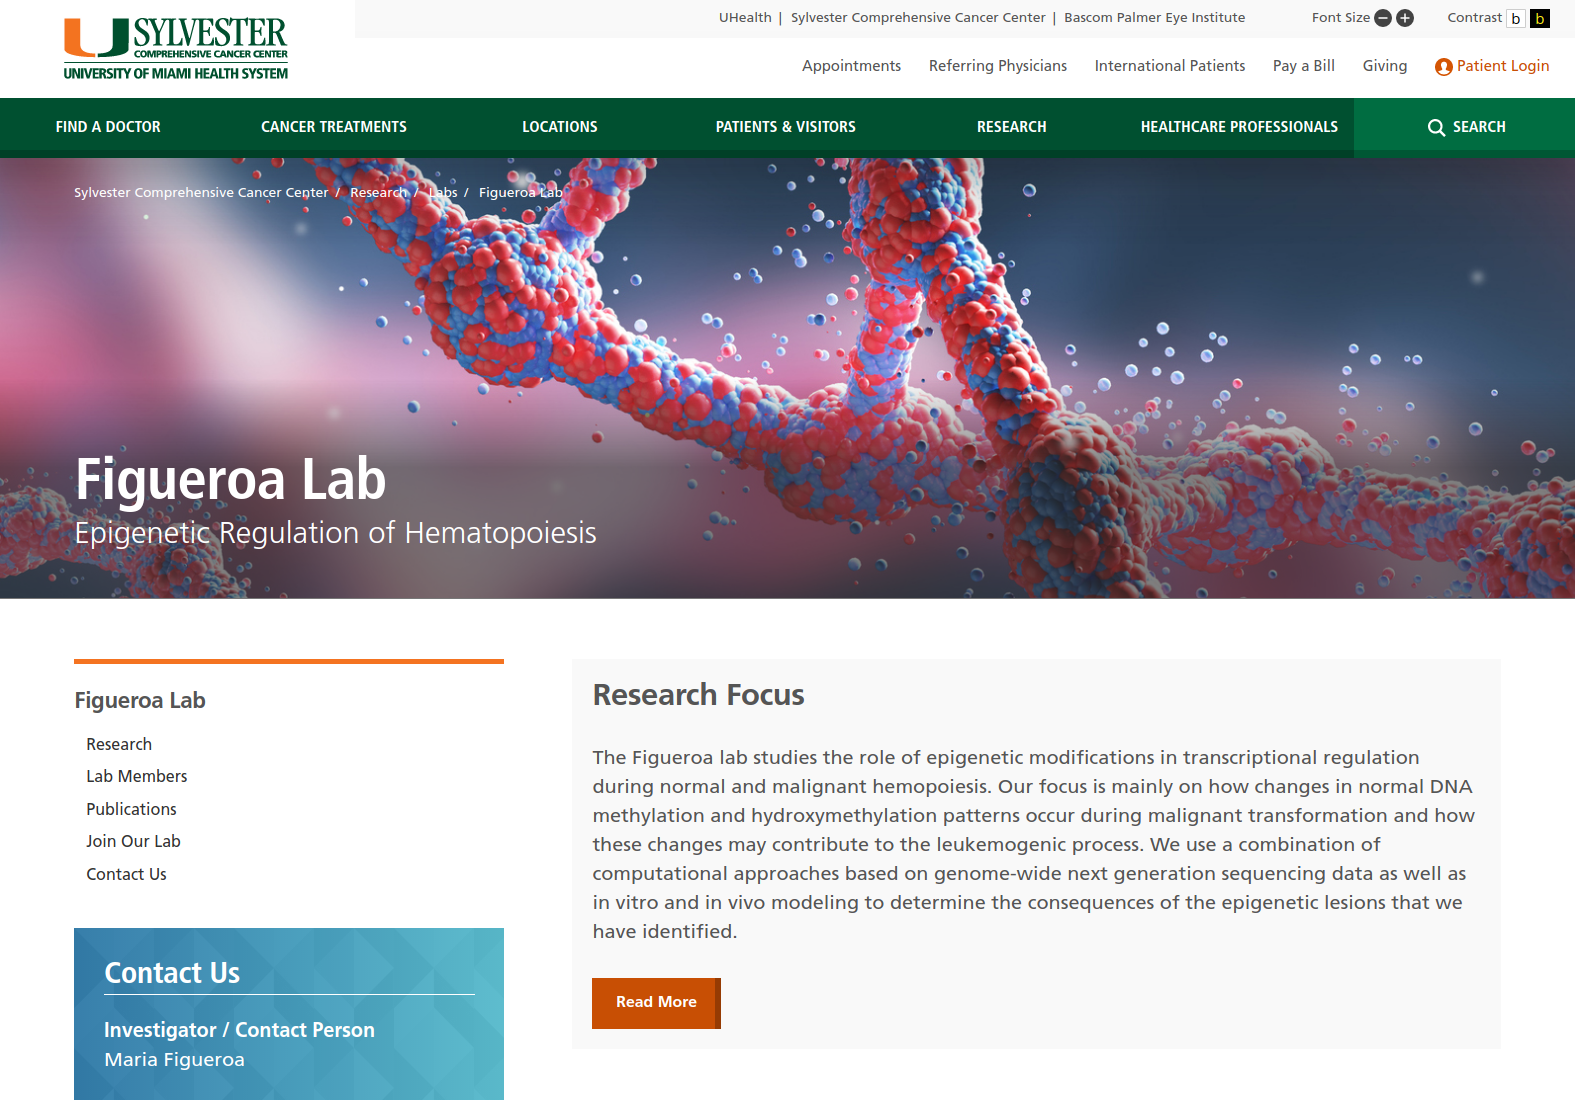 SYLVESTER
COMPREHENSIVE CANCER CENTER
UNIVERSITY OF MIAMI HEALTH SYSTEM
UHealth | Sylvester Comprehensive Cancer Center | Bascom Palmer Eye Institute
Font Size
Contrast b b
Appointments Referring Physicians International Patients Pay a Bill Giving Patient Login
FIND A DOCTOR CANCER TREATMENTS LOCATIONS PATIENTS & VISITORS RESEARCH HEALTHCARE PROFESSIONALS SEARCH
Sylvester Comprehensive Cancer Center / Research / Labs / Figueroa Lab
Figueroa Lab
Epigenetic Regulation of Hematopoiesis
Figueroa Lab
Research
Lab Members
Publications
Join Our Lab
Contact Us
Contact Us
Investigator / Contact Person
Maria Figueroa
Research Focus
The Figueroa lab studies the role of epigenetic modifications in transcriptional regulation
during normal and malignant hemopoiesis. Our focus is mainly on how changes in normal DNA
methylation and hydroxymethylation patterns occur during malignant transformation and how
these changes may contribute to the leukemogenic process. We use a combination of
computational approaches based on genome-wide next generation sequencing data as well as
in vitro and in vivo modeling to determine the consequences of the epigenetic lesions that we
have identified.
Read More